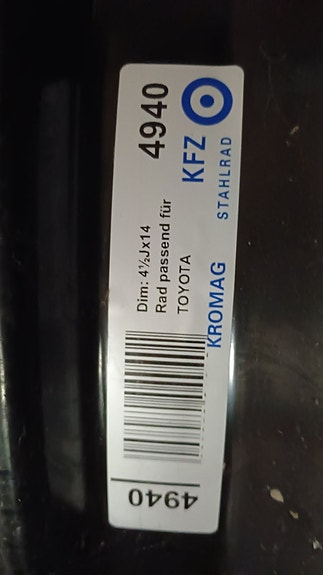 4940
KFZ
STAHLRAD
Dim: 4½Jx14
Rad passend für
TOYOTA
KROMAG
4940